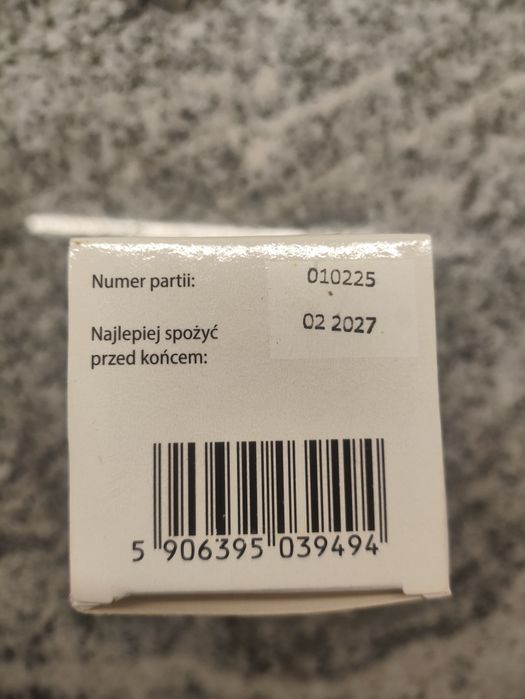 Numer partii: 010225
Najlepiej spożyć 02 2027
przed końcem:
5 906395 039494